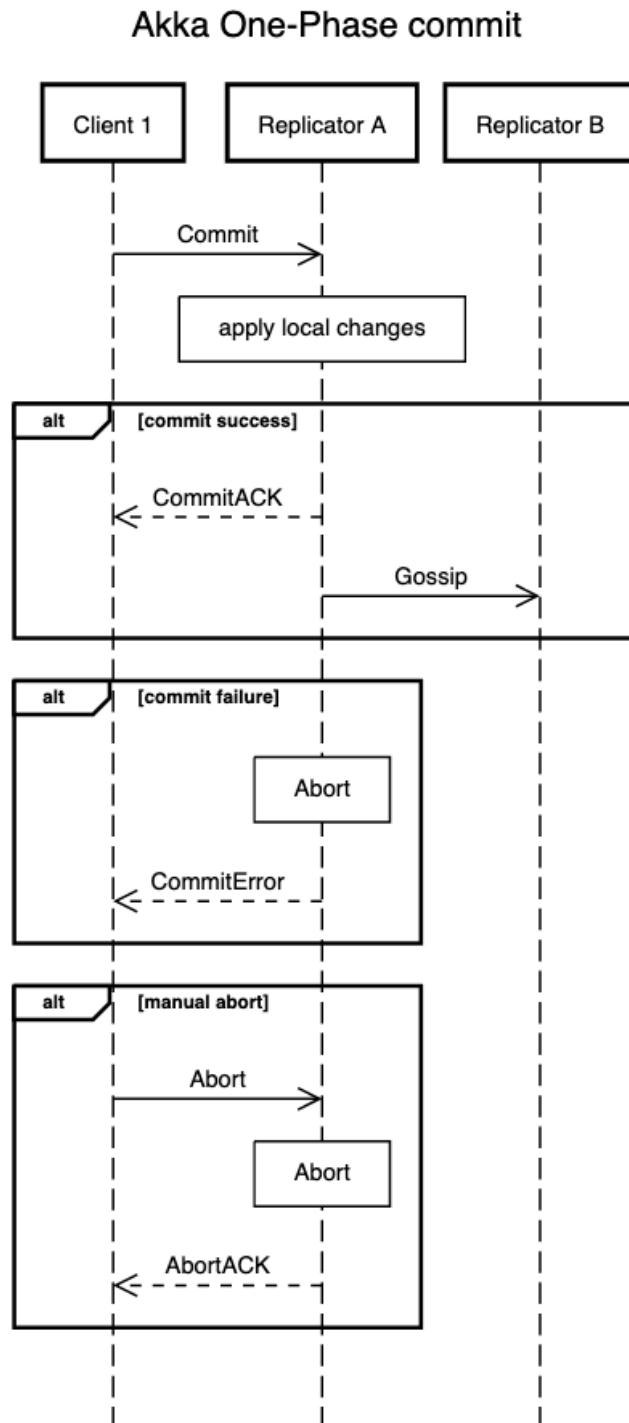 Akka One-Phase commit
Client 1
Replicator A
Replicator B
Commit
apply local changes
alt [commit success]
CommitACK
Gossip
alt [commit failure]
Abort
CommitError
alt [manual abort]
Abort
Abort
AbortACK